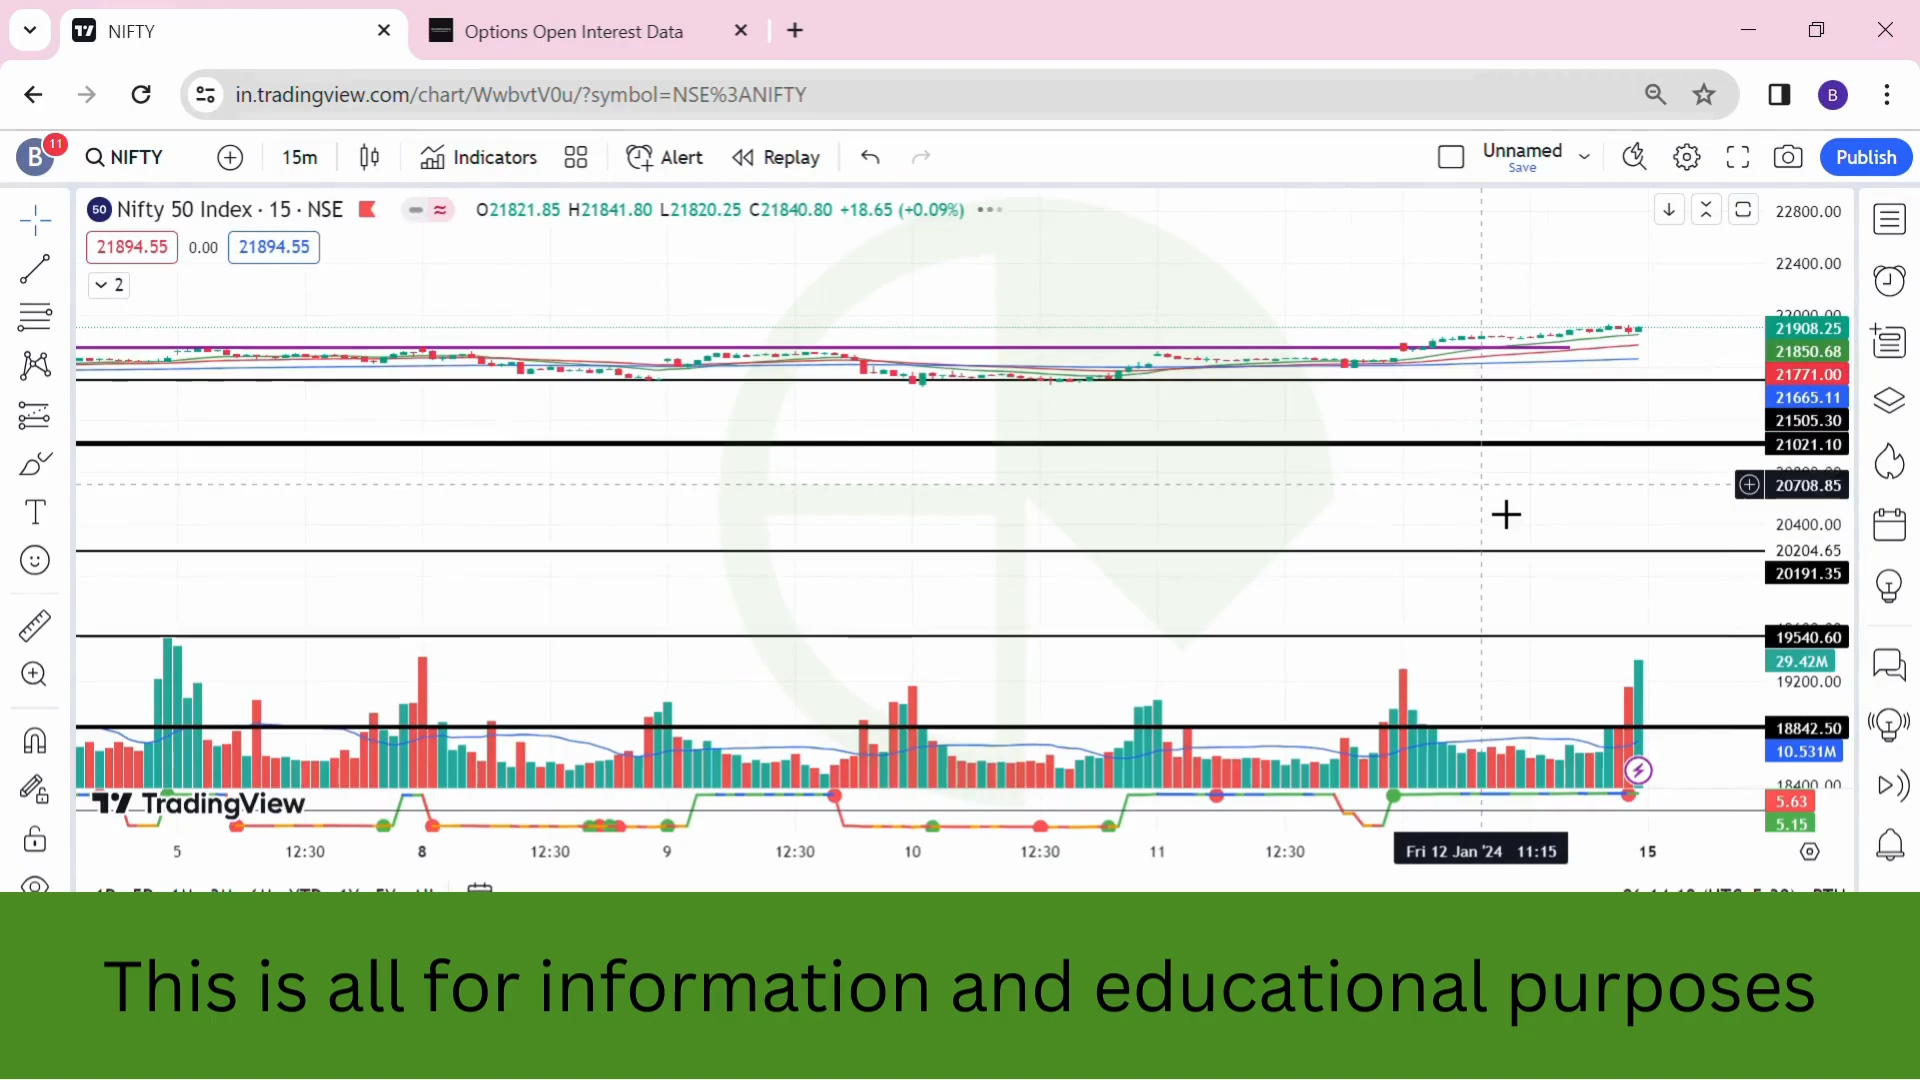 NIFTY
Options Open Interest Data
in.tradingview.com/chart/WwbvtV0u/?symbol=NSE%3ANIFTY
B
B
11
NIFTY
15m
Indicators
Alert
Replay
Unnamed
Save
Publish
50 Nifty 50 Index · 15 · NSE
O21821.85 H21841.80 L21820.25 C21840.80 +18.65 (+0.09%)
21894.55
0.00
21894.55
2
22800.00
22400.00
22000.00
21908.25
21850.68
21771.00
21665.11
21505.30
21021.10
20708.85
20400.00
20204.65
20191.35
19540.60
29.42M
19200.00
18842.50
10.531M
18400.00
5.63
5.15
TradingView
5
12:30
8
12:30
9
12:30
10
12:30
11
12:30
Fri 12 Jan '24 11:15
15
This is all for information and educational purposes